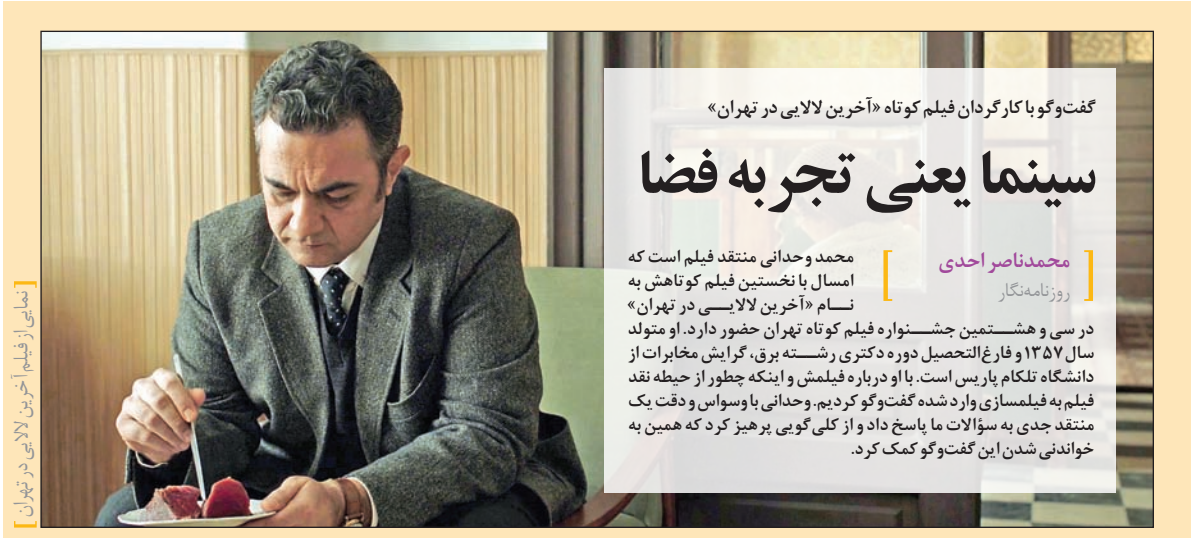 گفت‌وگو با کارگردان فیلم کوتاه «آخرین لالایی در تهران»
سینما یعنی تجربه فضا
[ محمدناصر احدی ]
روزنامه‌نگار
محمد وحدانی منتقد فیلم است که
امسال با نخستین فیلم کوتاهش به
نام «آخرین لالایی در تهران»
در سی و هشتمین جشنواره فیلم کوتاه تهران حضور دارد. او متولد
سال ۱۳۵۷ و فارغ‌التحصیل دوره دکتری رشته برق، گرایش مخابرات از
دانشگاه تلکام پاریس است. با او درباره فیلمش و اینکه چطور از حیطه نقد
فیلم به فیلمسازی وارد شده گفت‌وگو کردیم. وحدانی با وسواس و دقت یک
منتقد جدی به سؤالات ما پاسخ داد و از کلی‌گویی پرهیز کرد که همین به
خواندنی شدن این گفت‌وگو کمک کرد.
[ نمایی از فیلم آخرین لالایی در تهران ]